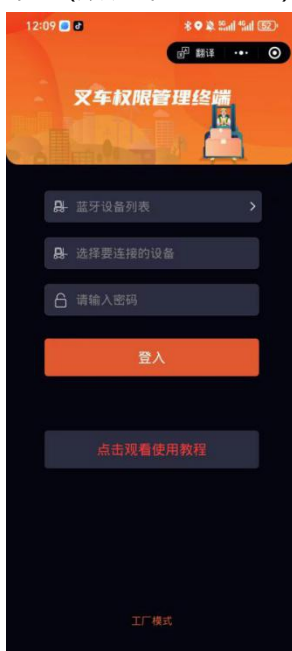 12:09
52
翻译
叉车权限管理终端
蓝牙设备列表
选择要连接的设备
请输入密码
登入
点击观看使用教程
工厂模式